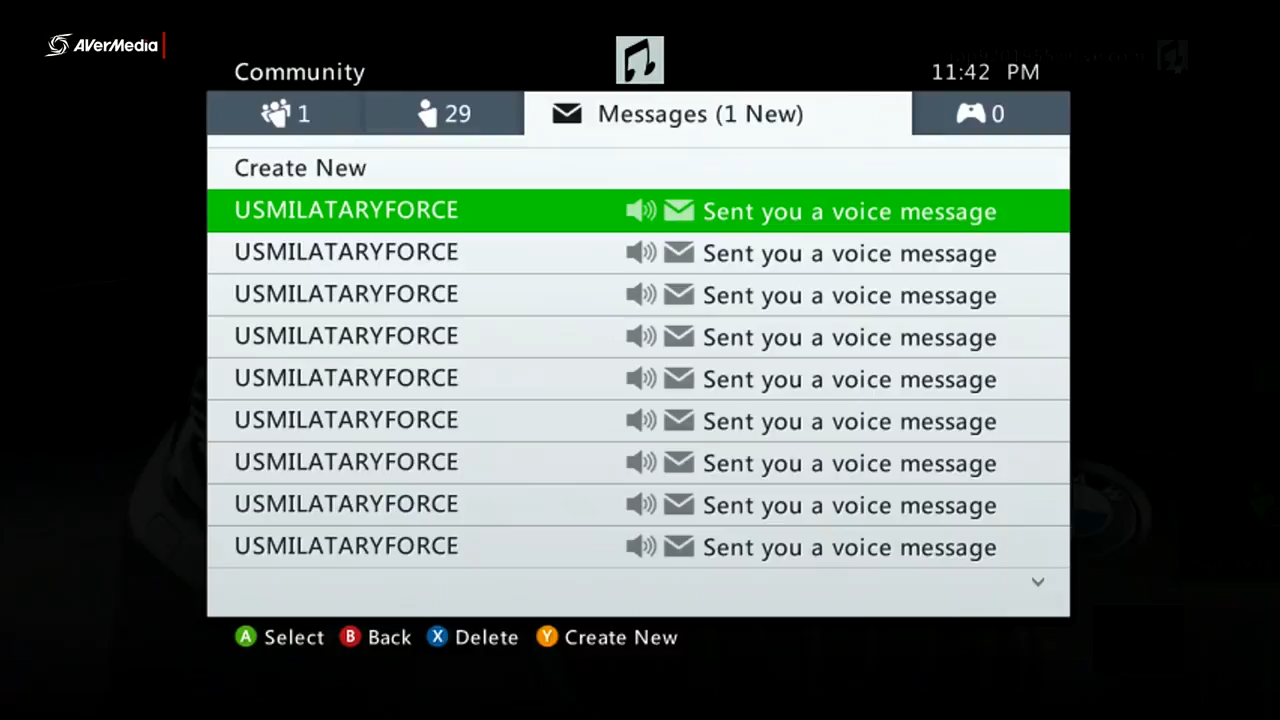 AVerMedia
Community
11:42 PM
1
29
Messages (1 New)
0
Create New
USMILATARYFORCE Sent you a voice message
USMILATARYFORCE Sent you a voice message
USMILATARYFORCE Sent you a voice message
USMILATARYFORCE Sent you a voice message
USMILATARYFORCE Sent you a voice message
USMILATARYFORCE Sent you a voice message
USMILATARYFORCE Sent you a voice message
USMILATARYFORCE Sent you a voice message
USMILATARYFORCE Sent you a voice message
A Select B Back X Delete Y Create New